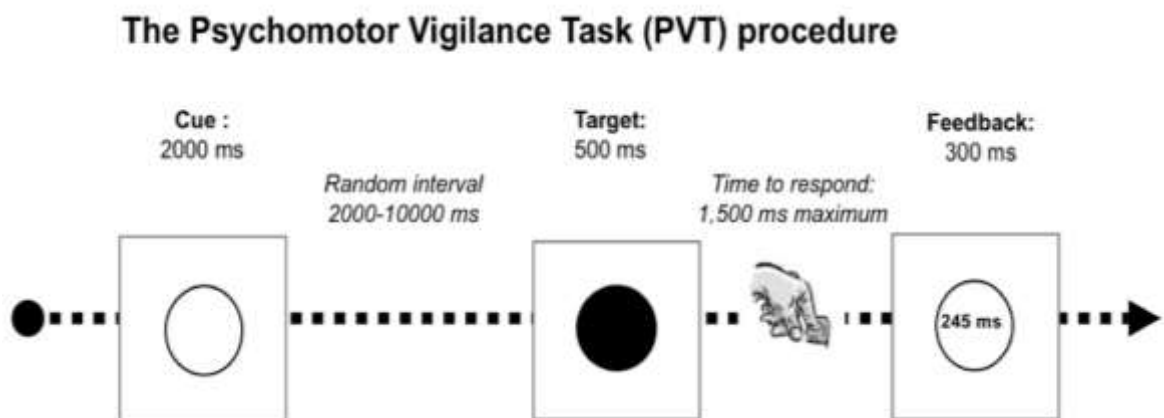 The Psychomotor Vigilance Task (PVT) procedure
Cue :
2000 ms
Random interval
2000-10000 ms
Target:
500 ms
Time to respond:
1,500 ms maximum
Feedback:
300 ms
245 ms